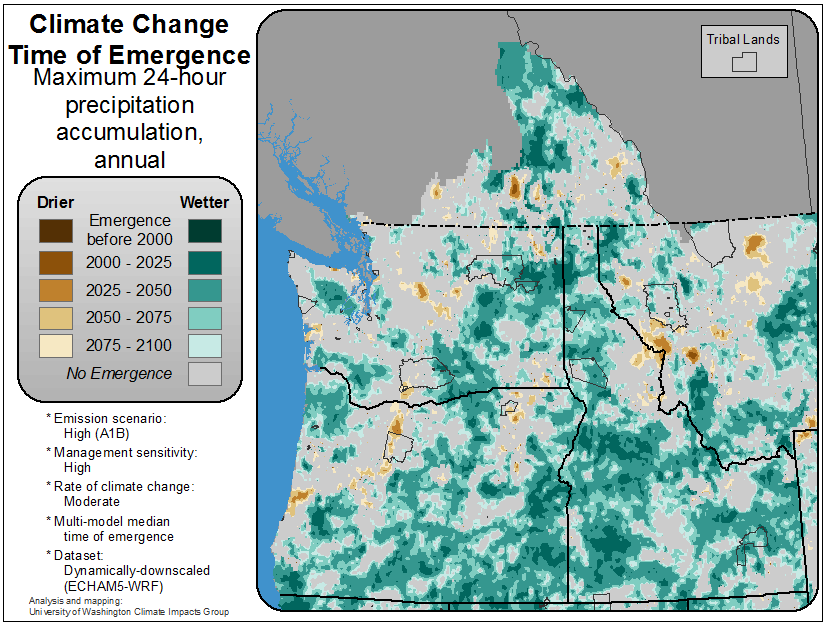 Climate Change
Time of Emergence
Maximum 24-hour
precipitation
accumulation,
annual
Drier Wetter
Emergence
before 2000
2000 - 2025
2025 - 2050
2050 - 2075
2075 - 2100
No Emergence
* Emission scenario:
High (A1B)
* Management sensitivity:
High
* Rate of climate change:
Moderate
* Multi-model median
time of emergence
* Dataset:
Dynamically-downscaled
(ECHAM5-WRF)
Analysis and mapping:
University of Washington Climate Impacts Group
Tribal Lands